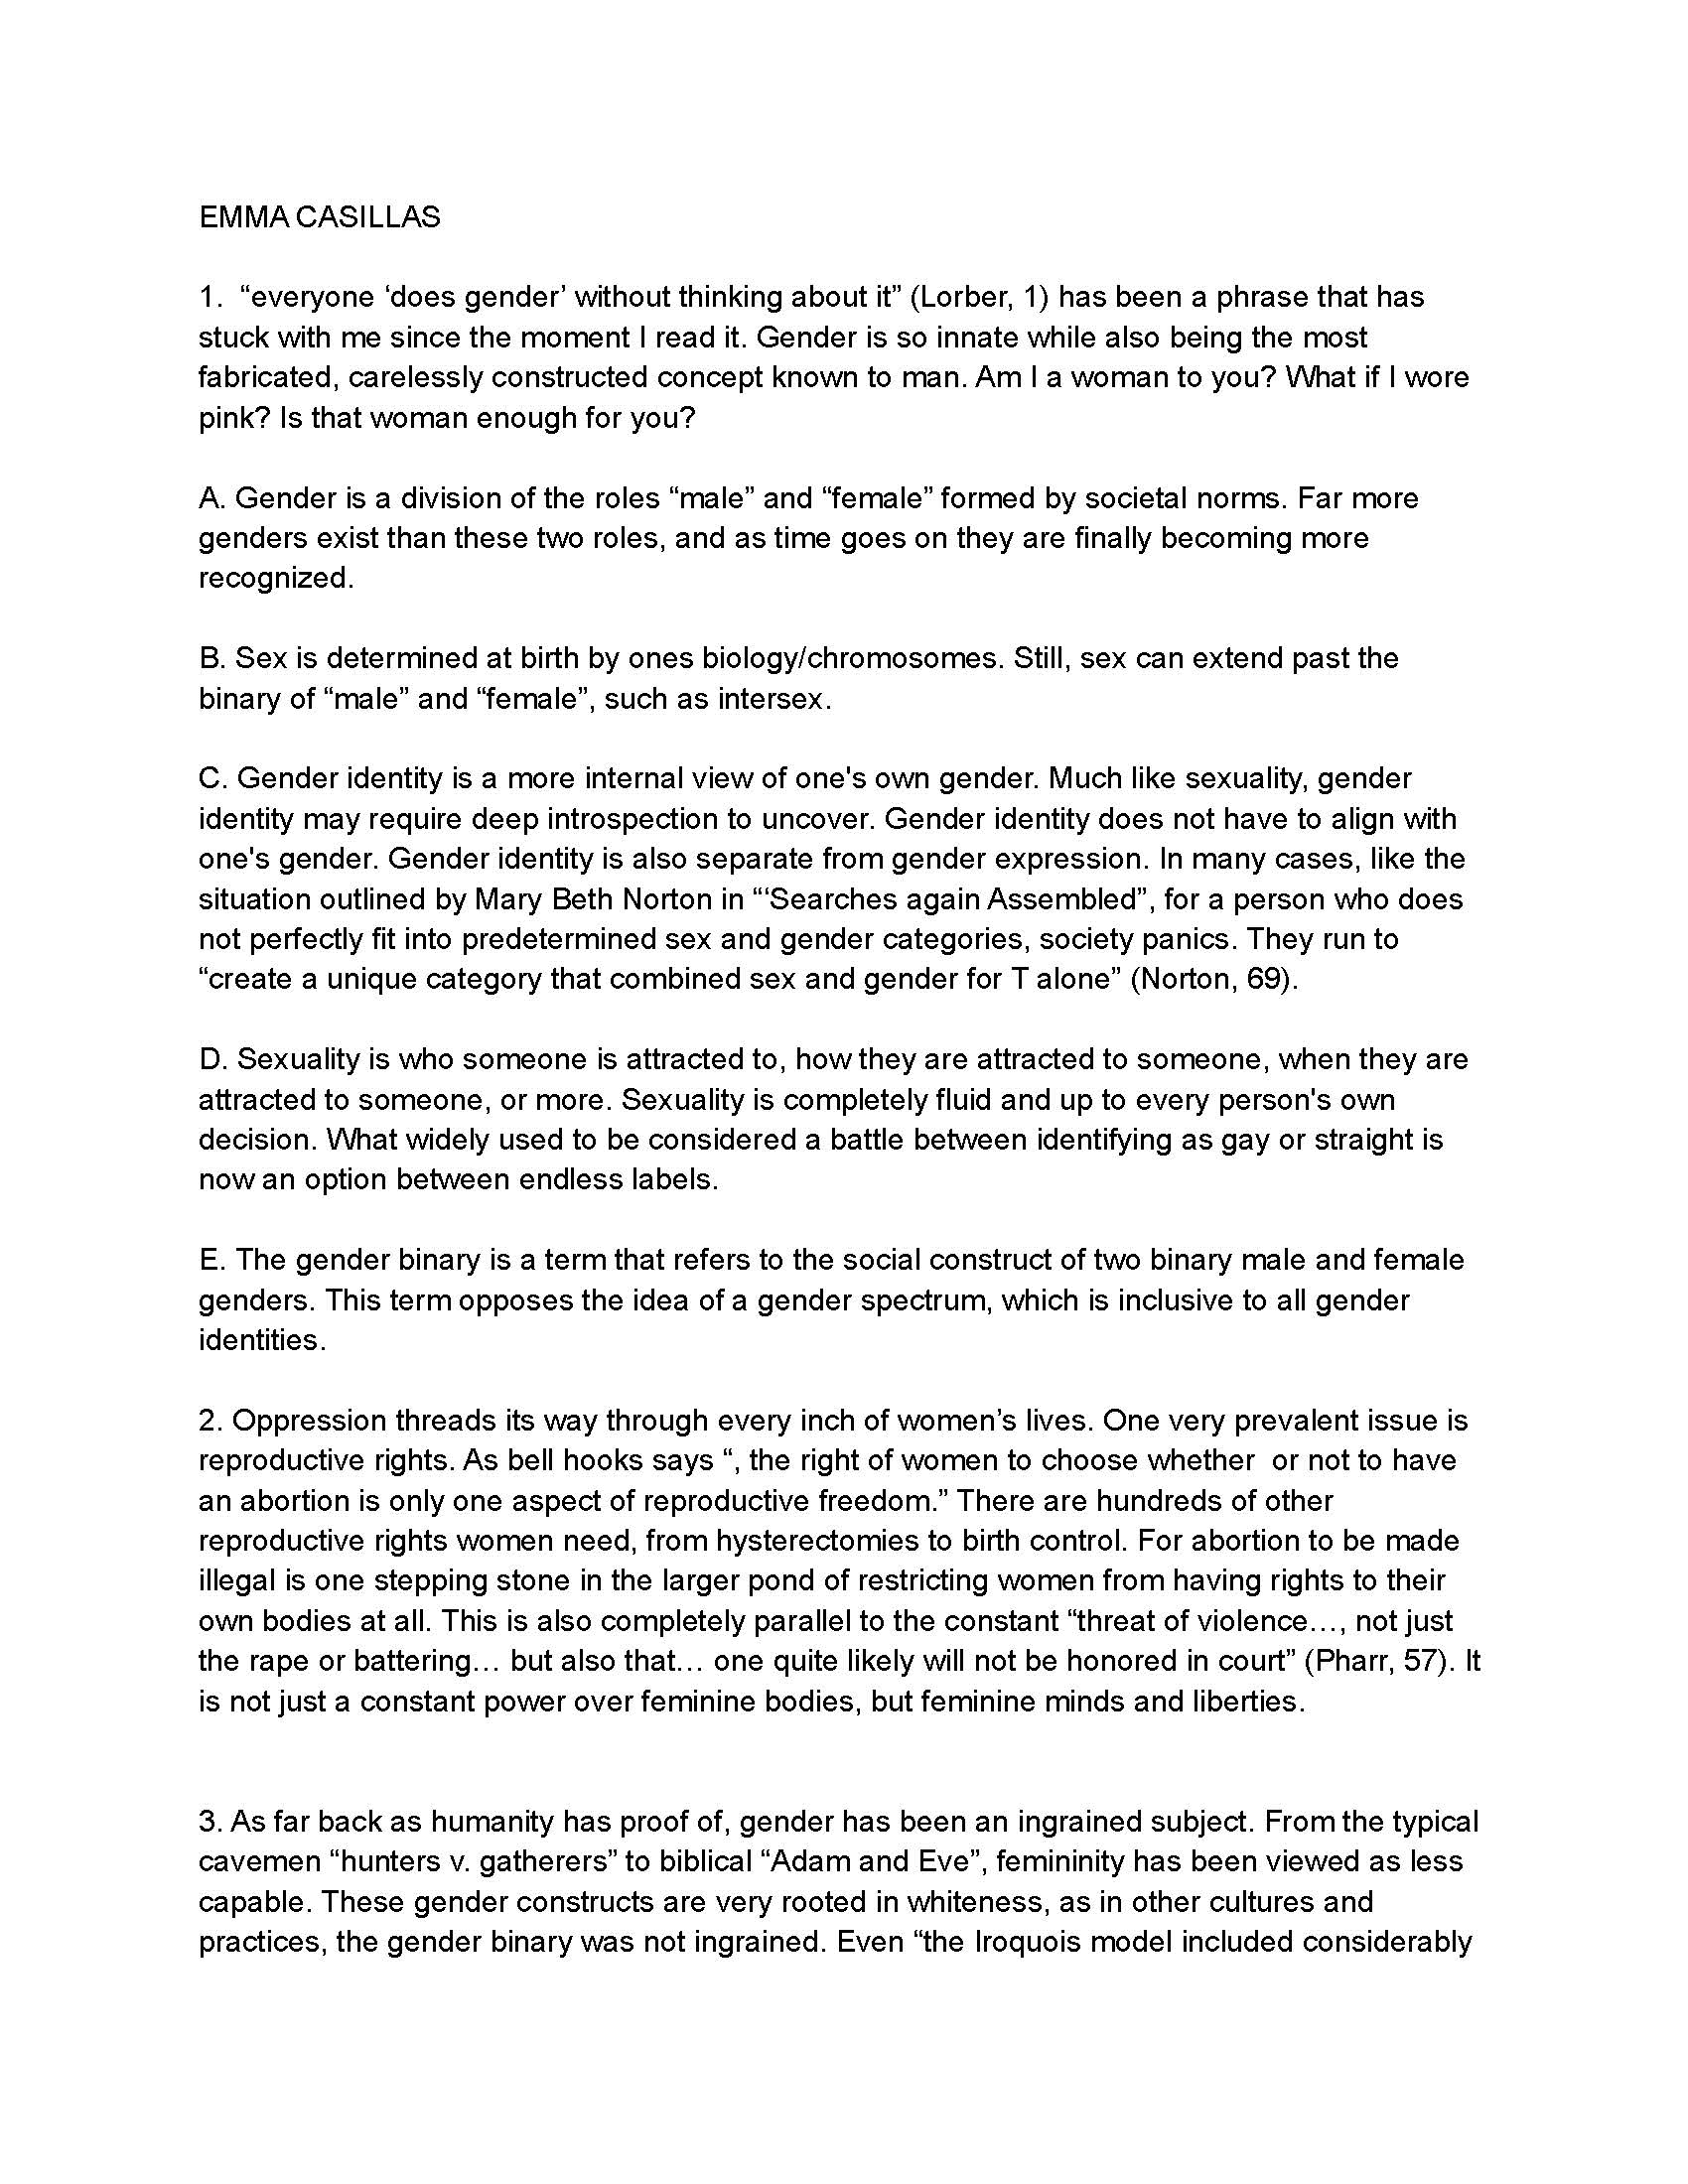 EMMA CASILLAS
1.  “everyone ‘does gender’ without thinking about it” (Lorber, 1) has been a phrase that has
stuck with me since the moment I read it. Gender is so innate while also being the most
fabricated, carelessly constructed concept known to man. Am I a woman to you? What if I wore
pink? Is that woman enough for you?
A. Gender is a division of the roles “male” and “female” formed by societal norms. Far more
genders exist than these two roles, and as time goes on they are finally becoming more
recognized.
B. Sex is determined at birth by ones biology/chromosomes. Still, sex can extend past the
binary of “male” and “female”, such as intersex.
C. Gender identity is a more internal view of one's own gender. Much like sexuality, gender
identity may require deep introspection to uncover. Gender identity does not have to align with
one's gender. Gender identity is also separate from gender expression. In many cases, like the
situation outlined by Mary Beth Norton in “‘Searches again Assembled”, for a person who does
not perfectly fit into predetermined sex and gender categories, society panics. They run to
“create a unique category that combined sex and gender for T alone” (Norton, 69).
D. Sexuality is who someone is attracted to, how they are attracted to someone, when they are
attracted to someone, or more. Sexuality is completely fluid and up to every person's own
decision. What widely used to be considered a battle between identifying as gay or straight is
now an option between endless labels.
E. The gender binary is a term that refers to the social construct of two binary male and female
genders. This term opposes the idea of a gender spectrum, which is inclusive to all gender
identities.
2. Oppression threads its way through every inch of women’s lives. One very prevalent issue is
reproductive rights. As bell hooks says “, the right of women to choose whether  or not to have
an abortion is only one aspect of reproductive freedom.” There are hundreds of other
reproductive rights women need, from hysterectomies to birth control. For abortion to be made
illegal is one stepping stone in the larger pond of restricting women from having rights to their
own bodies at all. This is also completely parallel to the constant “threat of violence…, not just
the rape or battering… but also that… one quite likely will not be honored in court” (Pharr, 57). It
is not just a constant power over feminine bodies, but feminine minds and liberties.
3. As far back as humanity has proof of, gender has been an ingrained subject. From the typical
cavemen “hunters v. gatherers” to biblical “Adam and Eve”, femininity has been viewed as less
capable. These gender constructs are very rooted in whiteness, as in other cultures and
practices, the gender binary was not ingrained. Even “the Iroquois model included considerably